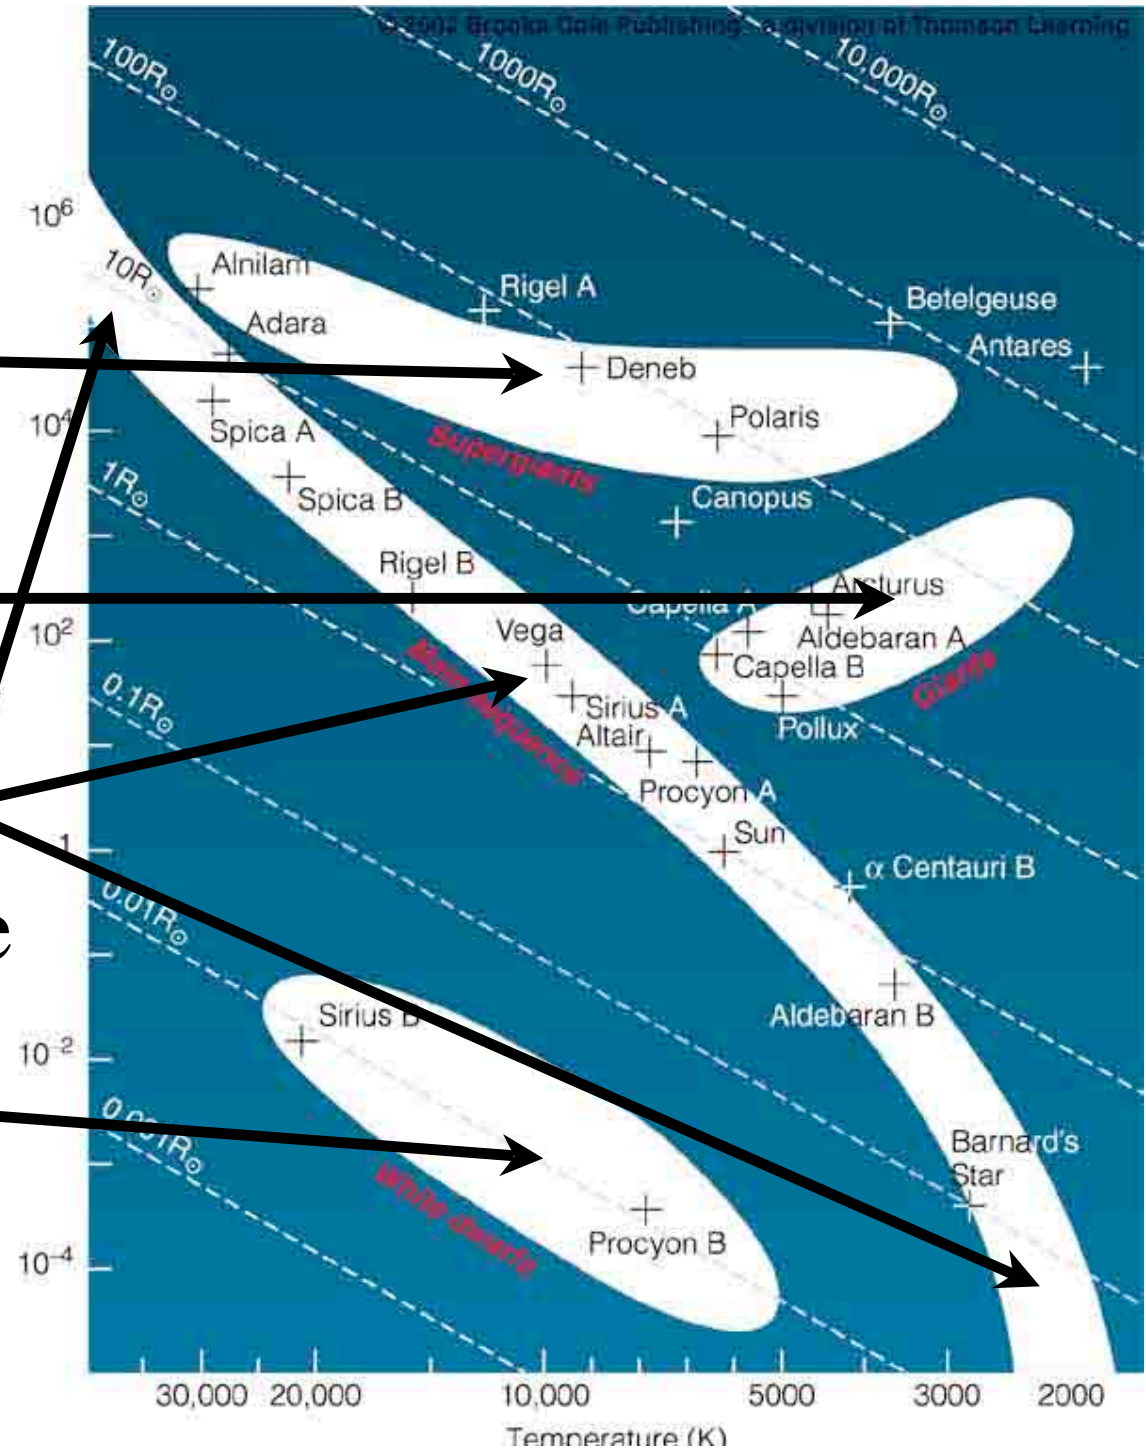 © 2002 Brooks Cole Publishing - a division of Thomson Learning
100R⊙
1000R⊙
10,000R⊙
10⁶
10R⊙
Alnilam
Rigel A
Betelgeuse
Adara
Antares
Deneb
10⁴
Spica A
Polaris
Supergiants
1R⊙
Spica B
Canopus
Rigel B
Arcturus
Capella A
10²
Vega
Aldebaran A
Main sequence
Capella B
Giants
0.1R⊙
Sirius A
Altair
Pollux
Procyon A
1
Sun
α Centauri B
0.01R⊙
e
Sirius B
Aldebaran B
10⁻²
0.001R⊙
Barnard's
Star
White dwarfs
Procyon B
10⁻⁴
30,000 20,000 10,000 5000 3000 2000
Temperature (K)